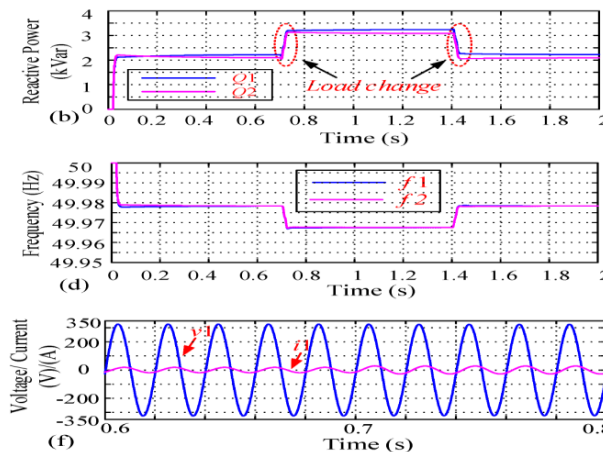 Reactive Power
(kVar)
4
3
2
1
0
Q1
Q2
Load change
0 0.2 0.4 0.6 0.8 1 1.2 1.4 1.6 1.8 2
(b) Time (s)
Frequency (Hz)
50
49.99
49.98
49.97
49.96
49.95
f1
f2
0 0.2 0.4 0.6 0.8 1 1.2 1.4 1.6 1.8 2
(d) Time (s)
Voltage/ Current
(V)/(A)
350
200
0
-200
-350
v1
i1
0.6 0.7 0.8
(f) Time (s)